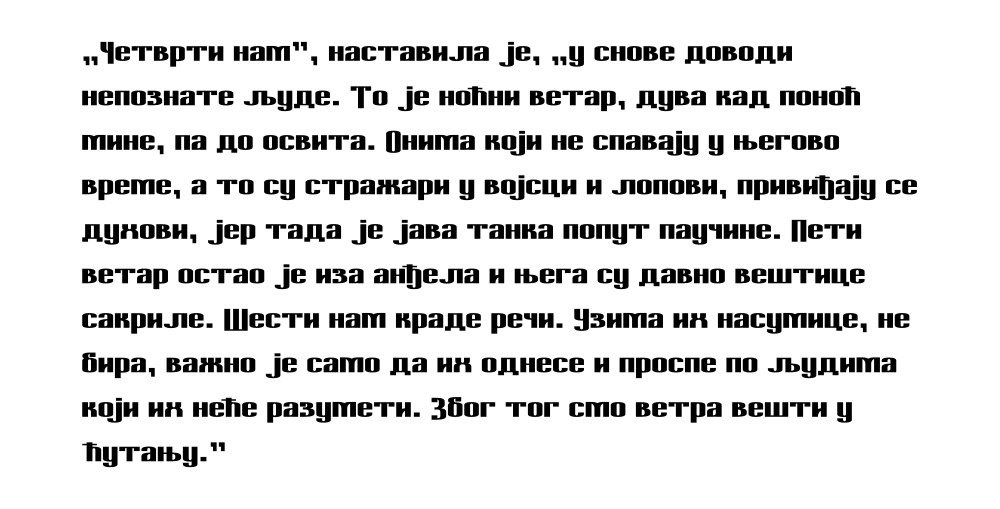 „Четврти нам”, наставила је, „у снове доводи
непознате људе. То је ноћни ветар, дува кад поноћ
мине, па до освита. Онима који не спавају у његово
време, а то су стражари у војсци и лопови, привиђају се
духови, јер тада је јава танка попут паучине. Пети
ветар остао је иза анђела и њега су давно вештице
сакриле. Шести нам краде речи. Узима их насумице, не
бира, важно је само да их однесе и проспе по људима
који их неће разумети. Због тог смо ветра вешти у
ћутању.”